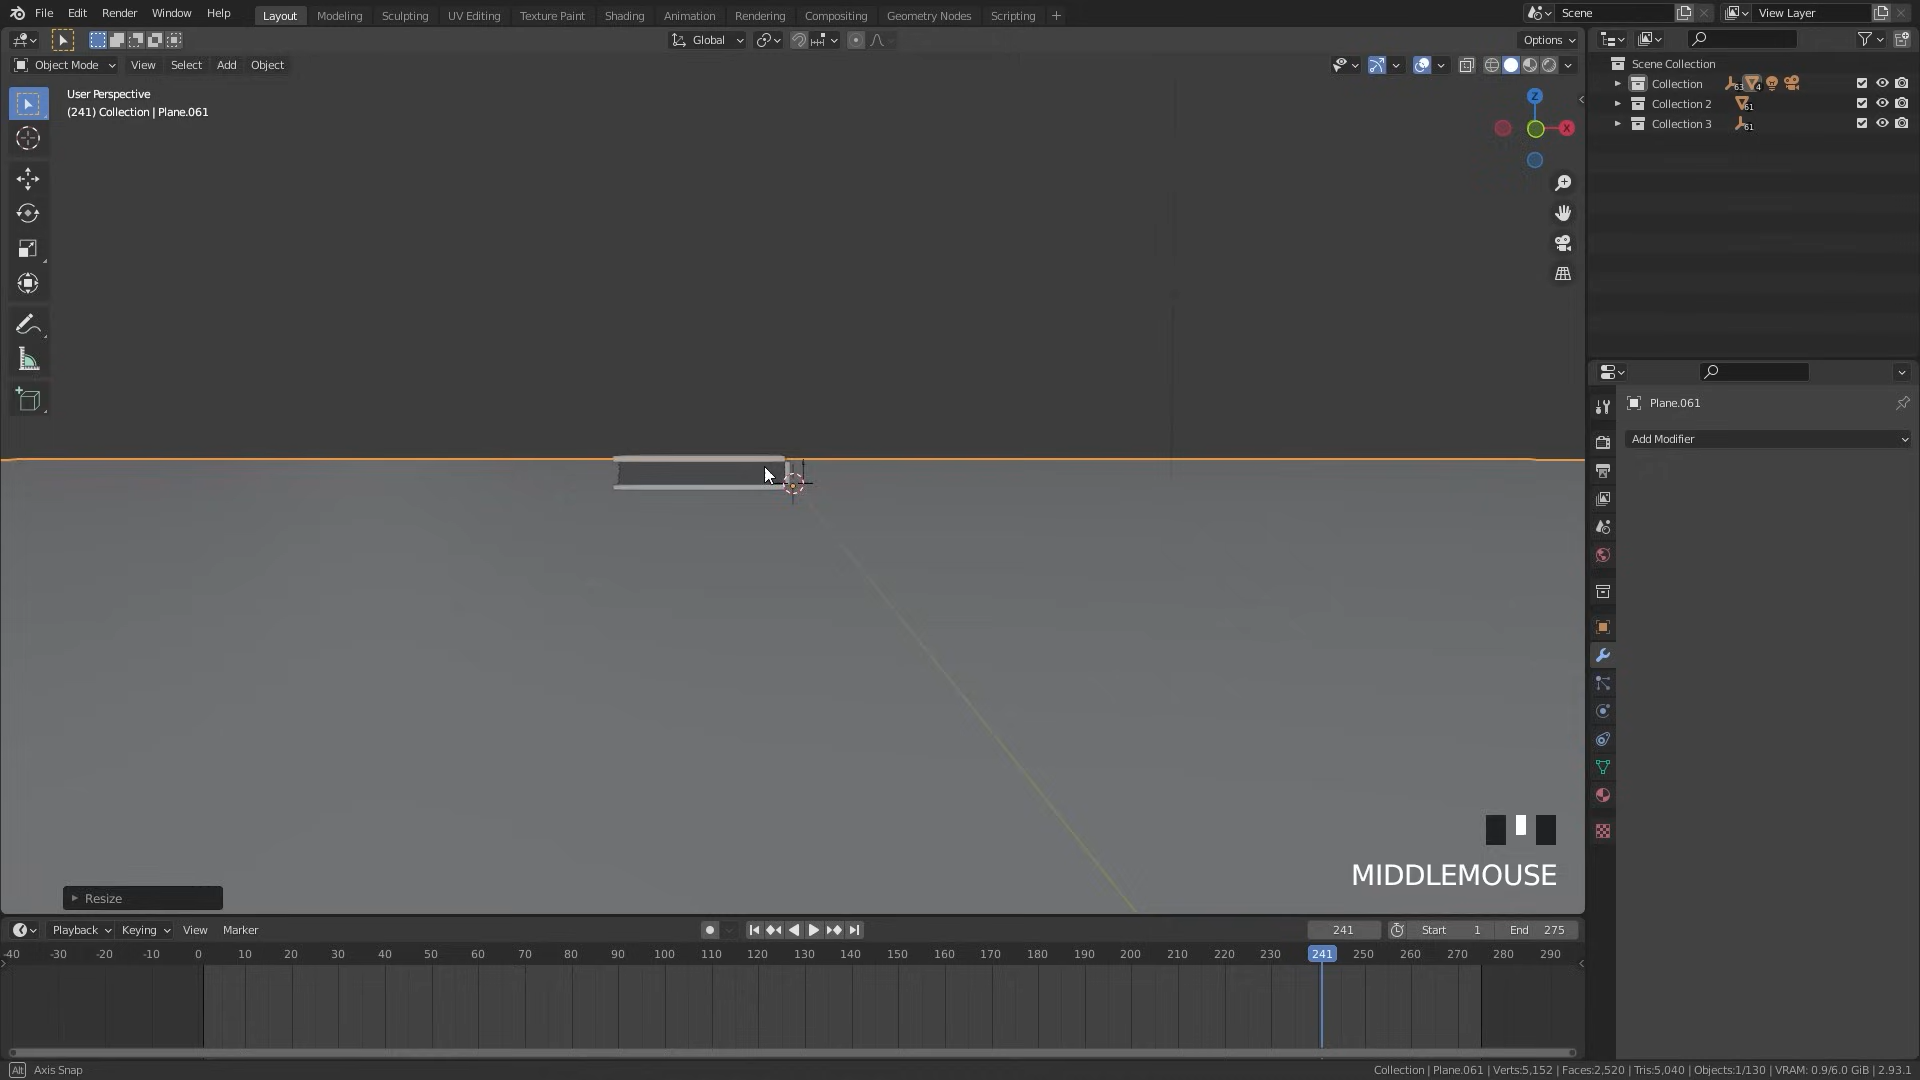 File Edit Render Window Help Layout Modeling Sculpting UV Editing Texture Paint Shading Animation Rendering Compositing Geometry Nodes Scripting + Scene View Layer
Global Options
Object Mode View Select Add Object
User Perspective
(241) Collection | Plane.061
Z
X
Scene Collection
Collection 63 4
Collection 2 61
Collection 3 61
Plane.061
Add Modifier
MIDDLEMOUSE
Resize
Playback Keying View Marker 241 Start 1 End 275
-40 -30 -20 -10 0 10 20 30 40 50 60 70 80 90 100 110 120 130 140 150 160 170 180 190 200 210 220 230 241 250 260 270 280 290
Alt Axis Snap Collection | Plane.061 | Verts:5,152 | Faces:2,520 | Tris:5,040 | Objects:1/130 | VRAM: 0.9/6.0 GiB | 2.93.1